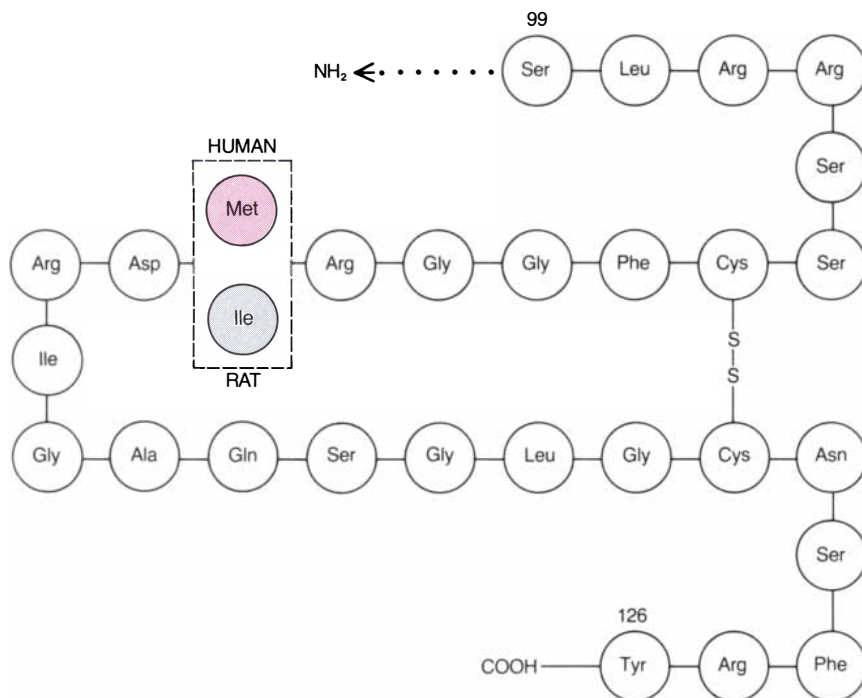 99
NH₂ Ser Leu Arg Arg
Ser
HUMAN
Met
Arg Asp Arg Gly Gly Phe Cys Ser
Ile
RAT
Ile
S
S
Gly Ala Gln Ser Gly Leu Gly Cys Asn
Ser
126
COOH Tyr Arg Phe